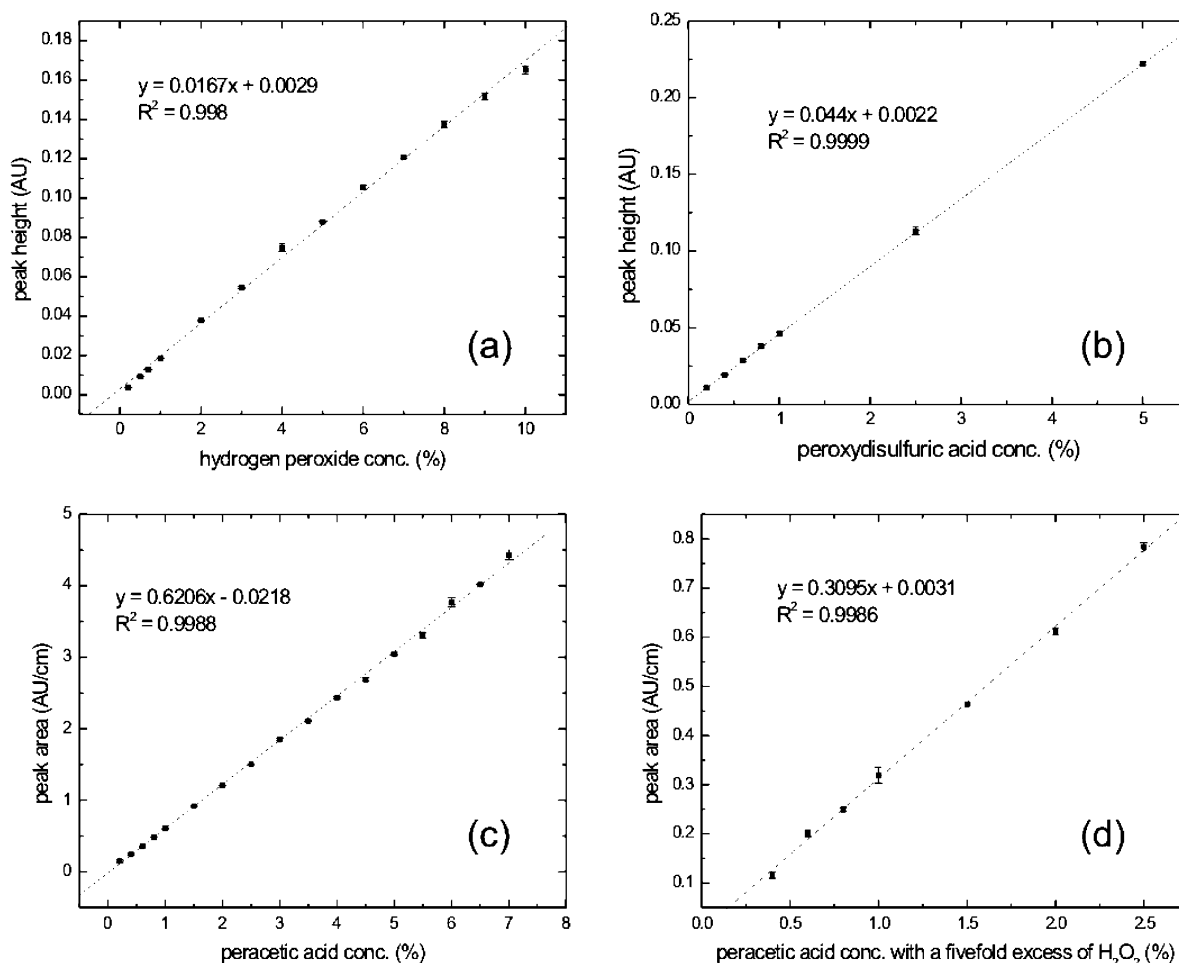 0.18
0.16
0.14
0.12
0.10
0.08
0.06
0.04
0.02
0.00
peak height (AU)
y = 0.0167x + 0.0029
R² = 0.998
(a)
0 2 4 6 8 10
hydrogen peroxide conc. (%)
0.25
0.20
0.15
0.10
0.05
0.00
peak height (AU)
y = 0.044x + 0.0022
R² = 0.9999
(b)
0 1 2 3 4 5
peroxydisulfuric acid conc. (%)
5
4
3
2
1
0
peak area (AU/cm)
y = 0.6206x - 0.0218
R² = 0.9988
(c)
0 1 2 3 4 5 6 7 8
peracetic acid conc. (%)
0.8
0.7
0.6
0.5
0.4
0.3
0.2
0.1
peak area (AU/cm)
y = 0.3095x + 0.0031
R² = 0.9986
(d)
0.0 0.5 1.0 1.5 2.0 2.5
peracetic acid conc. with a fivefold excess of H₂O₂ (%)